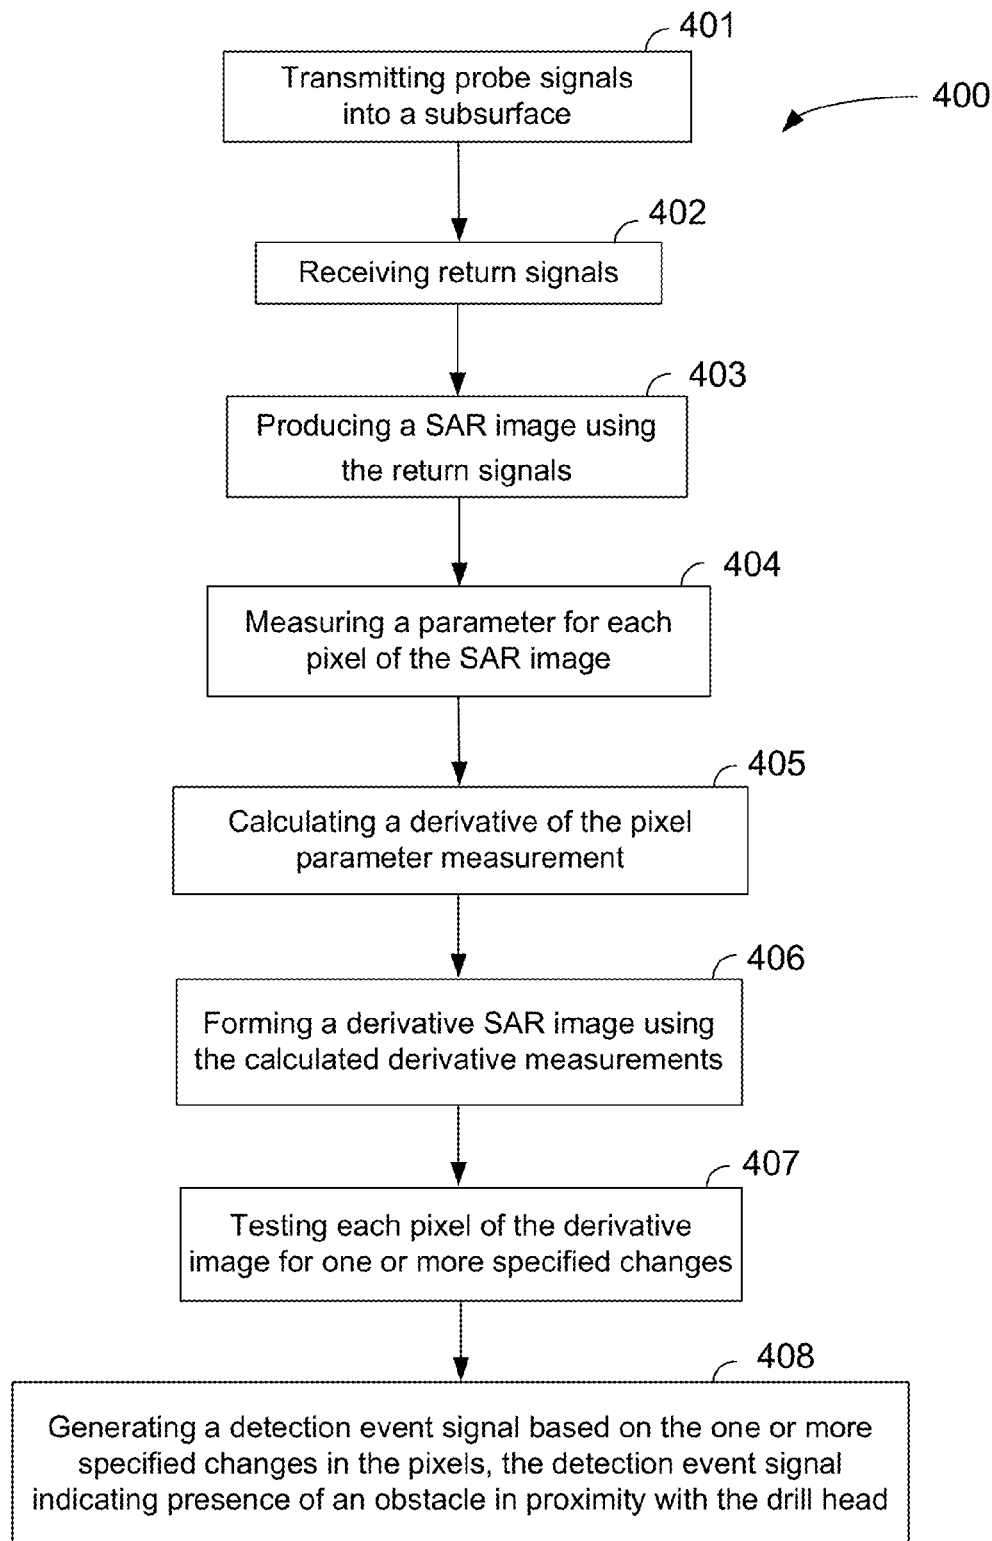 401
Transmitting probe signals
into a subsurface
400
402
Receiving return signals
403
Producing a SAR image using
the return signals
404
Measuring a parameter for each
pixel of the SAR image
405
Calculating a derivative of the pixel
parameter measurement
406
Forming a derivative SAR image using
the calculated derivative measurements
407
Testing each pixel of the derivative
image for one or more specified changes
408
Generating a detection event signal based on the one or more
specified changes in the pixels, the detection event signal
indicating presence of an obstacle in proximity with the drill head